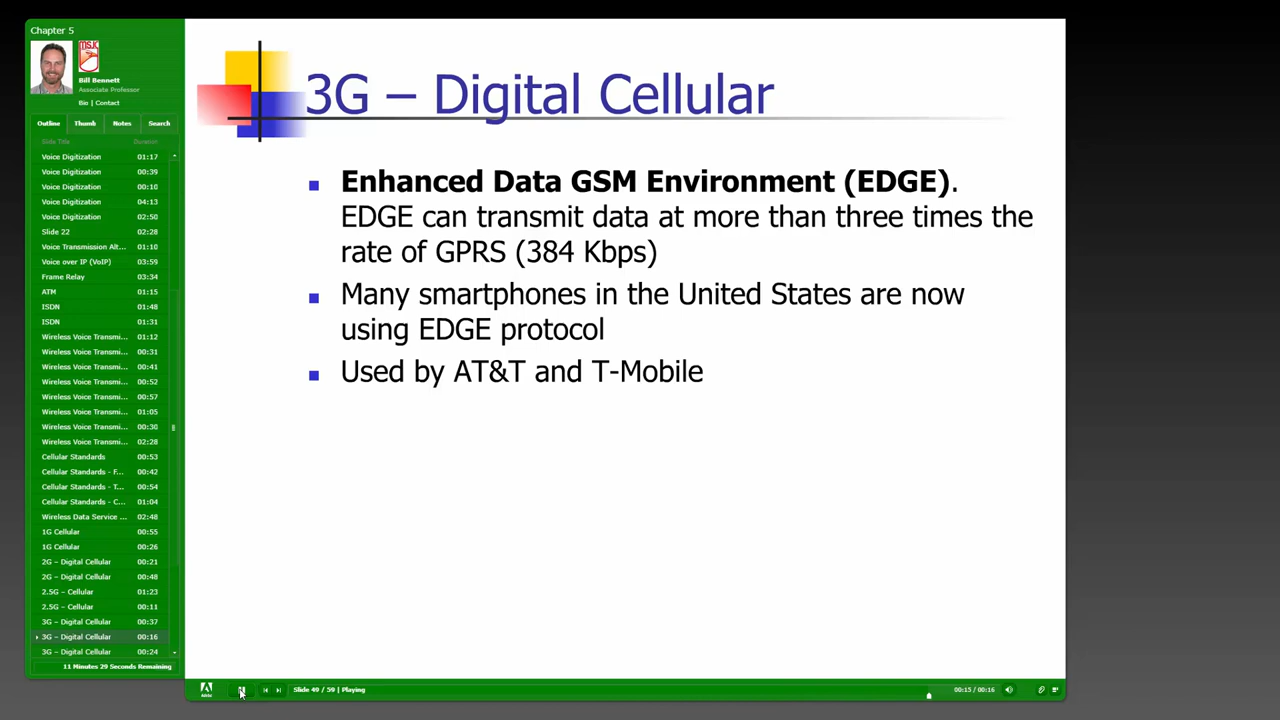 Chapter 5
Bill Bennett
Associate Professor
Bio | Contact
Outline Thumb Notes Search
Slide Title Duration
Voice Digitization 01:17
Voice Digitization 00:39
Voice Digitization 00:10
Voice Digitization 04:13
Voice Digitization 02:50
Slide 22 02:28
Voice Transmission Alt... 01:10
Voice over IP (VoIP) 03:59
Frame Relay 03:34
ATM 01:15
ISDN 01:48
ISDN 01:31
Wireless Voice Transmi... 01:12
Wireless Voice Transmi... 00:31
Wireless Voice Transmi... 00:41
Wireless Voice Transmi... 00:52
Wireless Voice Transmi... 00:57
Wireless Voice Transmi... 01:05
Wireless Voice Transmi... 00:30
Wireless Voice Transmi... 02:28
Cellular Standards 00:53
Cellular Standards - F... 00:42
Cellular Standards - T... 00:54
Cellular Standards - C... 01:04
Wireless Data Service ... 02:48
1G Cellular 00:55
1G Cellular 00:26
2G – Digital Cellular 00:21
2G – Digital Cellular 00:48
2.5G – Cellular 01:23
2.5G – Cellular 00:11
3G – Digital Cellular 00:37
3G – Digital Cellular 00:16
3G – Digital Cellular 00:24
11 Minutes 29 Seconds Remaining
3G – Digital Cellular
Enhanced Data GSM Environment (EDGE).
EDGE can transmit data at more than three times the
rate of GPRS (384 Kbps)
Many smartphones in the United States are now
using EDGE protocol
Used by AT&T and T-Mobile
Adobe
Slide 49 / 59 | Playing
00:15 / 00:16